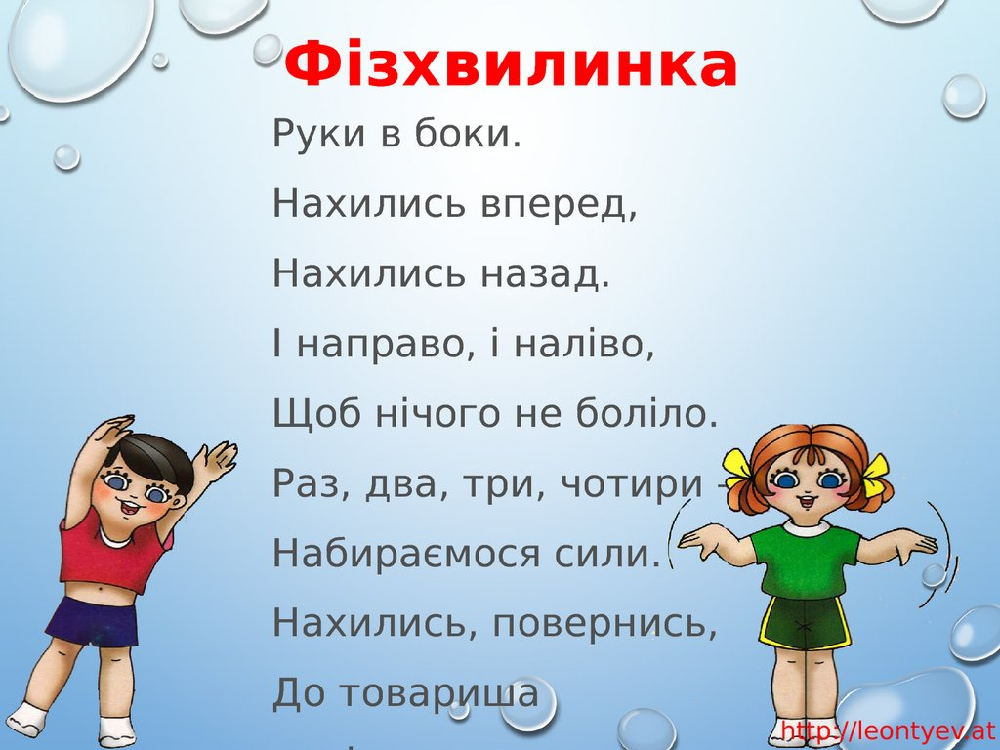 Фізхвилинка
Руки в боки.
Нахились вперед,
Нахились назад.
І направо, і наліво,
Щоб нічого не боліло.
Раз, два, три, чотири -
Набираємося сили.
Нахились, повернись,
До товариша
http://leontyev.at